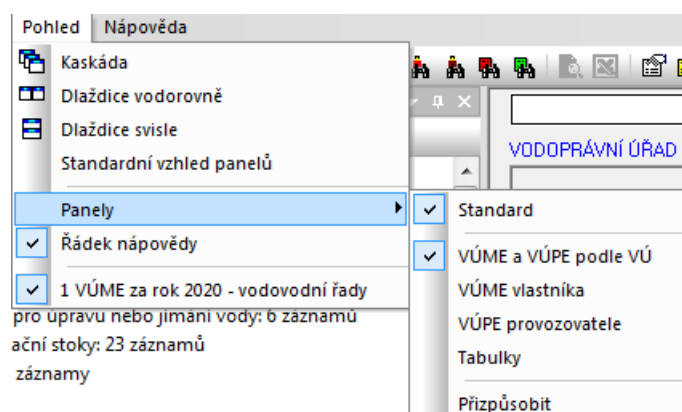 Pohled Nápověda
Kaskáda
Dlaždice vodorovně
Dlaždice svisle
Standardní vzhled panelů
Panely
Řádek nápovědy
1 VÚME za rok 2020 - vodovodní řady
pro úpravu nebo jímání vody: 6 záznamů
ační stoky: 23 záznamů
záznamy
VODOPRÁVNÍ ÚŘAD
Standard
VÚME a VÚPE podle VÚ
VÚME vlastníka
VÚPE provozovatele
Tabulky
Přizpůsobit